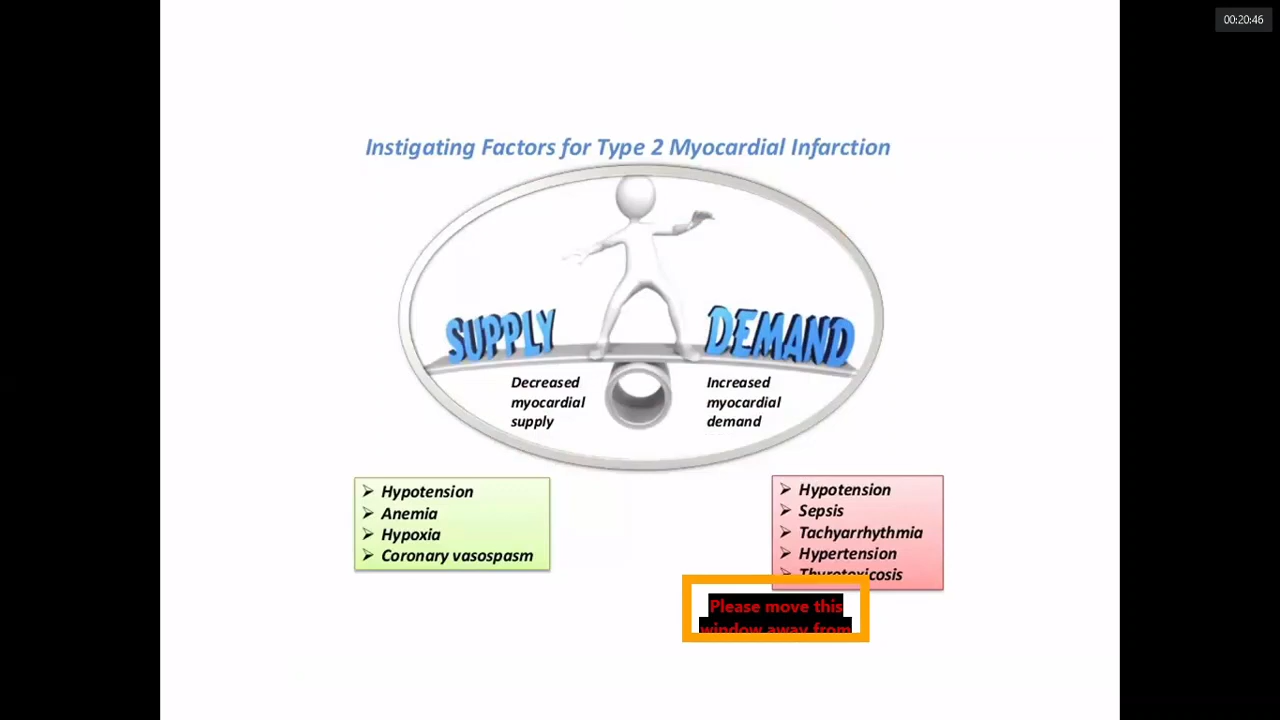 00:20:46
Instigating Factors for Type 2 Myocardial Infarction
SUPPLY
DEMAND
Decreased
myocardial
supply
Increased
myocardial
demand
➢ Hypotension
➢ Anemia
➢ Hypoxia
➢ Coronary vasospasm
➢ Hypotension
➢ Sepsis
➢ Tachyarrhythmia
➢ Hypertension
➢ Thyrotoxicosis
Please move this
window away from